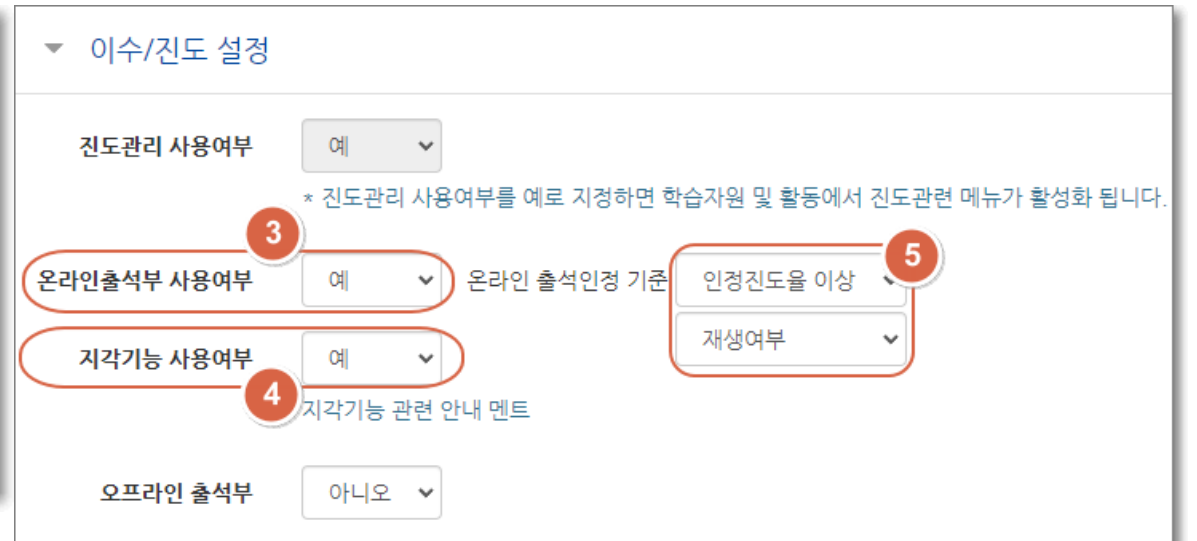 이수/진도 설정
진도관리 사용여부 예
* 진도관리 사용여부를 예로 지정하면 학습자원 및 활동에서 진도관련 메뉴가 활성화 됩니다.
3
5
온라인출석부 사용여부 예 온라인 출석인정 기준 인정진도율 이상
지각기능 사용여부 예 재생여부
4
지각기능 관련 안내 멘트
오프라인 출석부 아니오